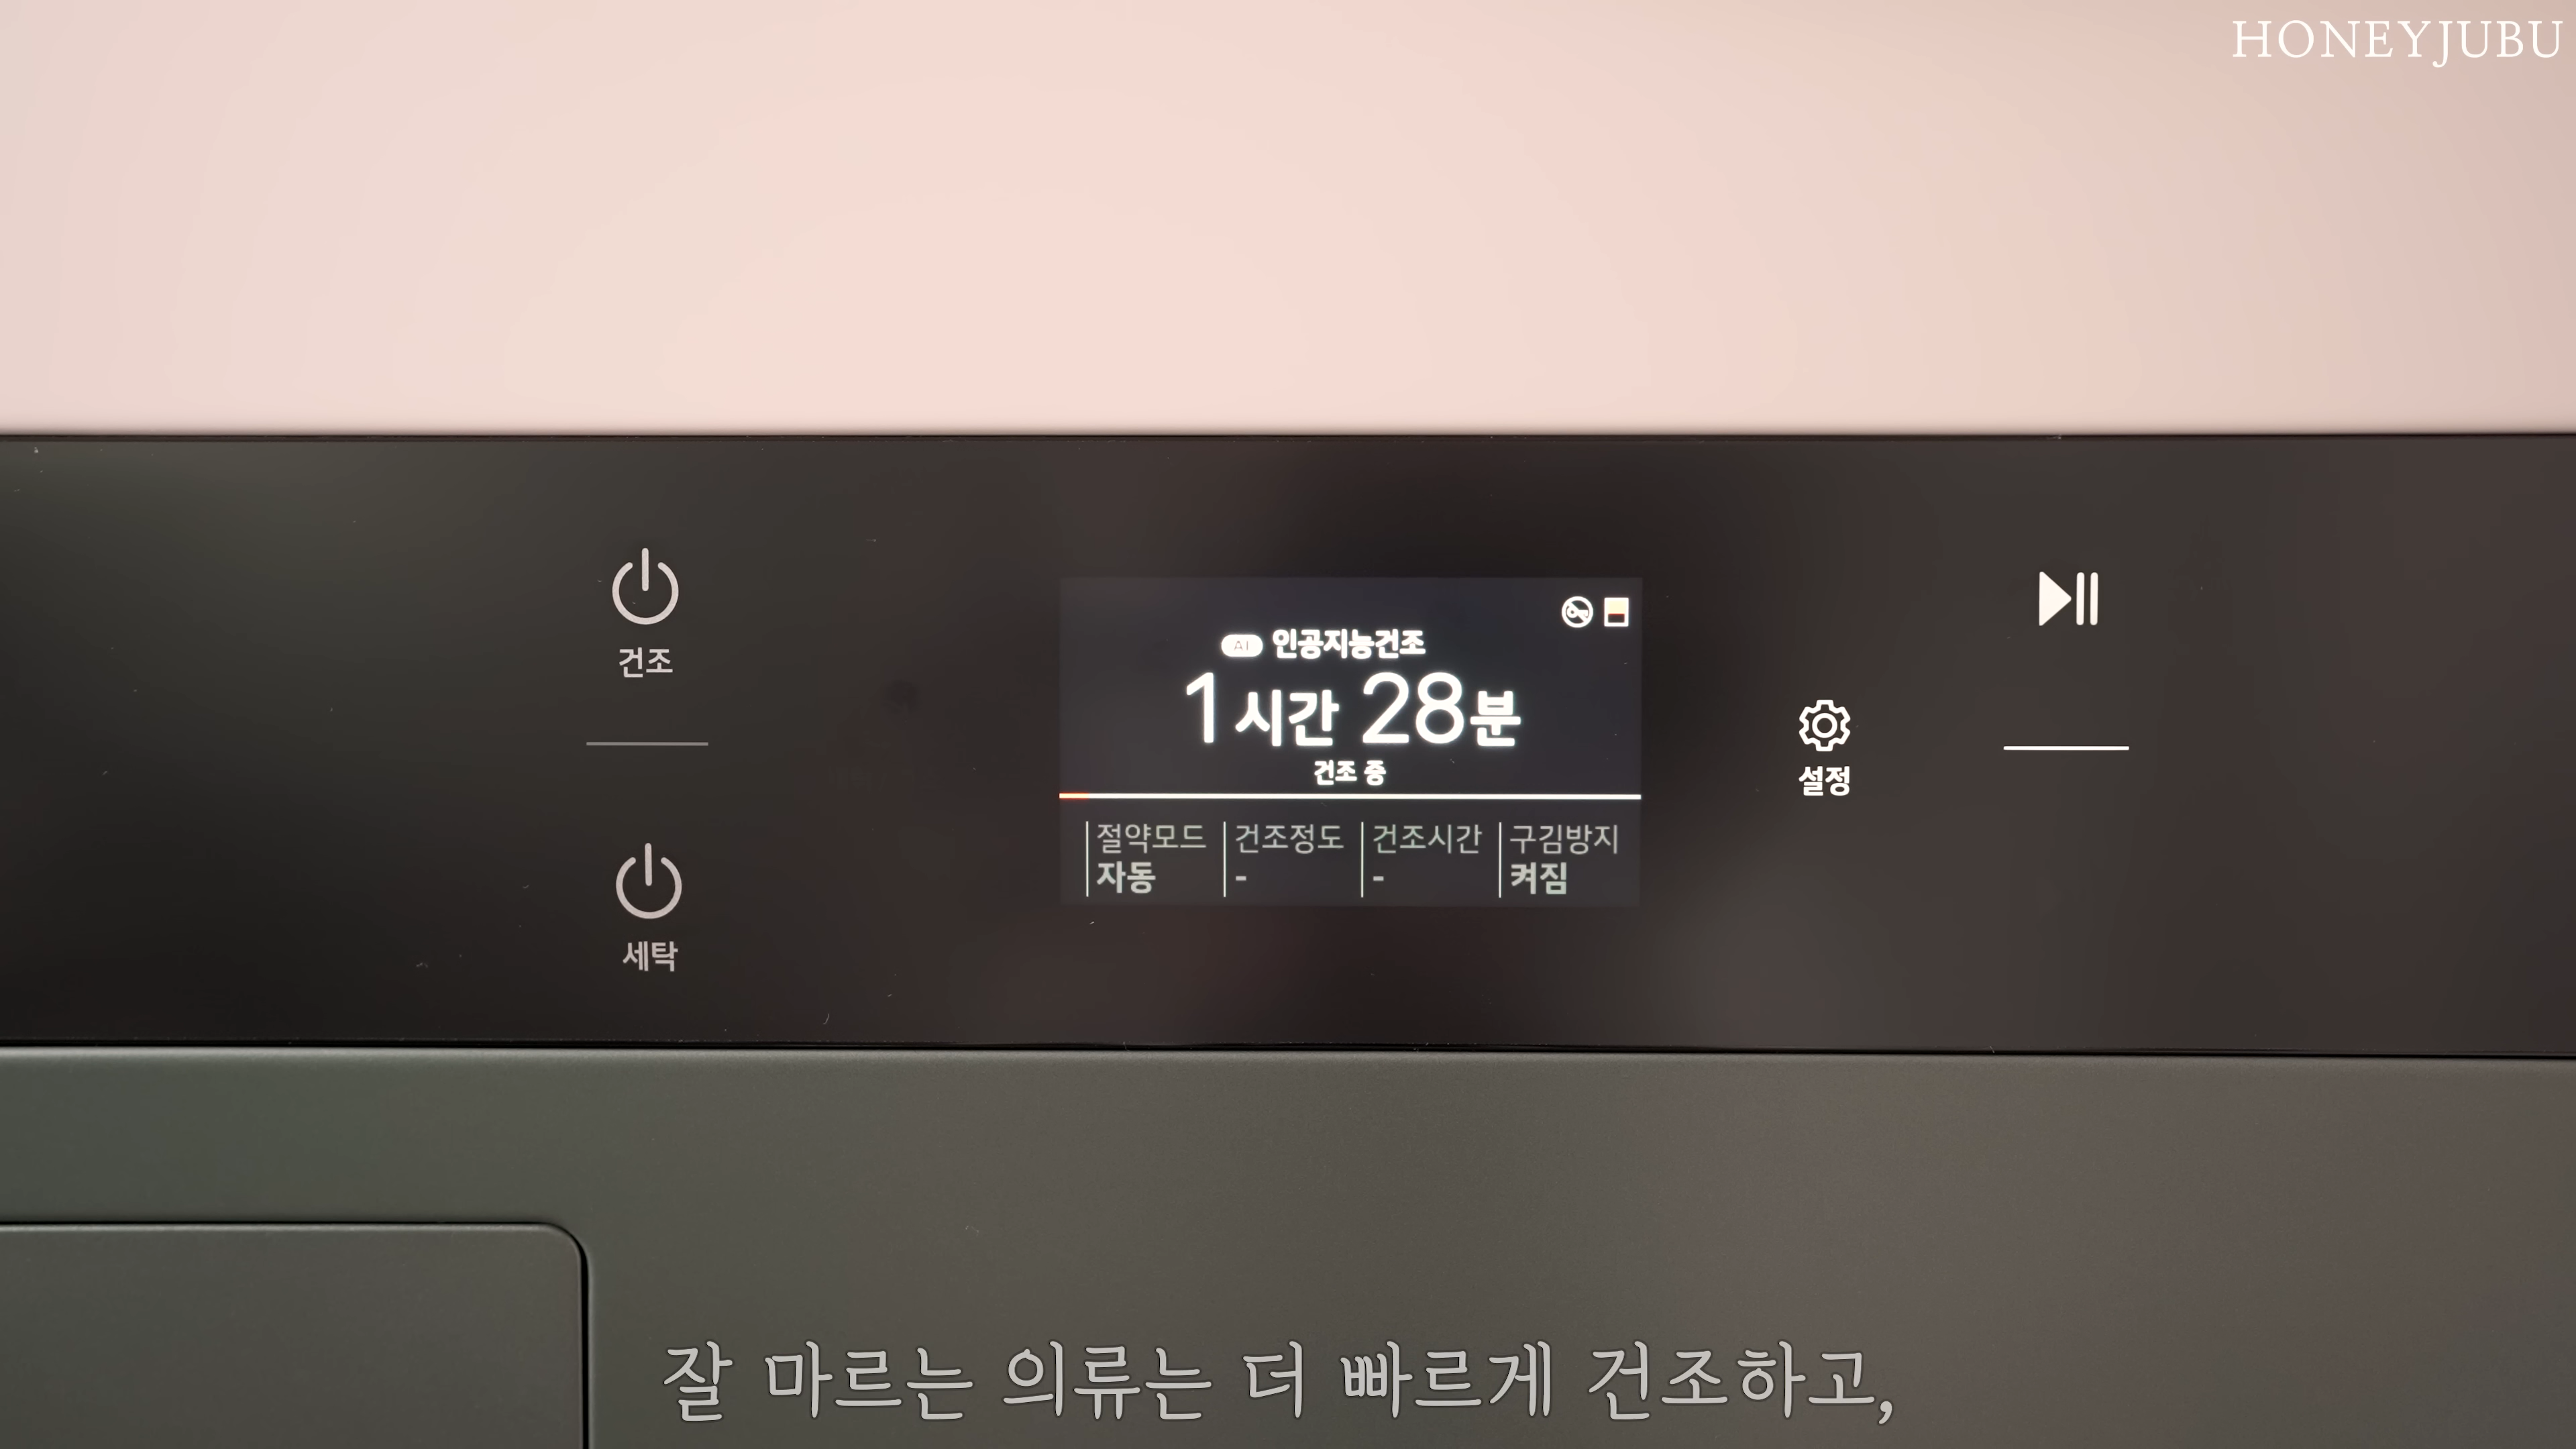 HONEYJUBU
건조
AI 인공지능건조
1시간 28분
건조 중
절약모드 건조정도 건조시간 구김방지
자동 - - 켜짐
설정
세탁
잘 마르는 의류는 더 빠르게 건조하고,